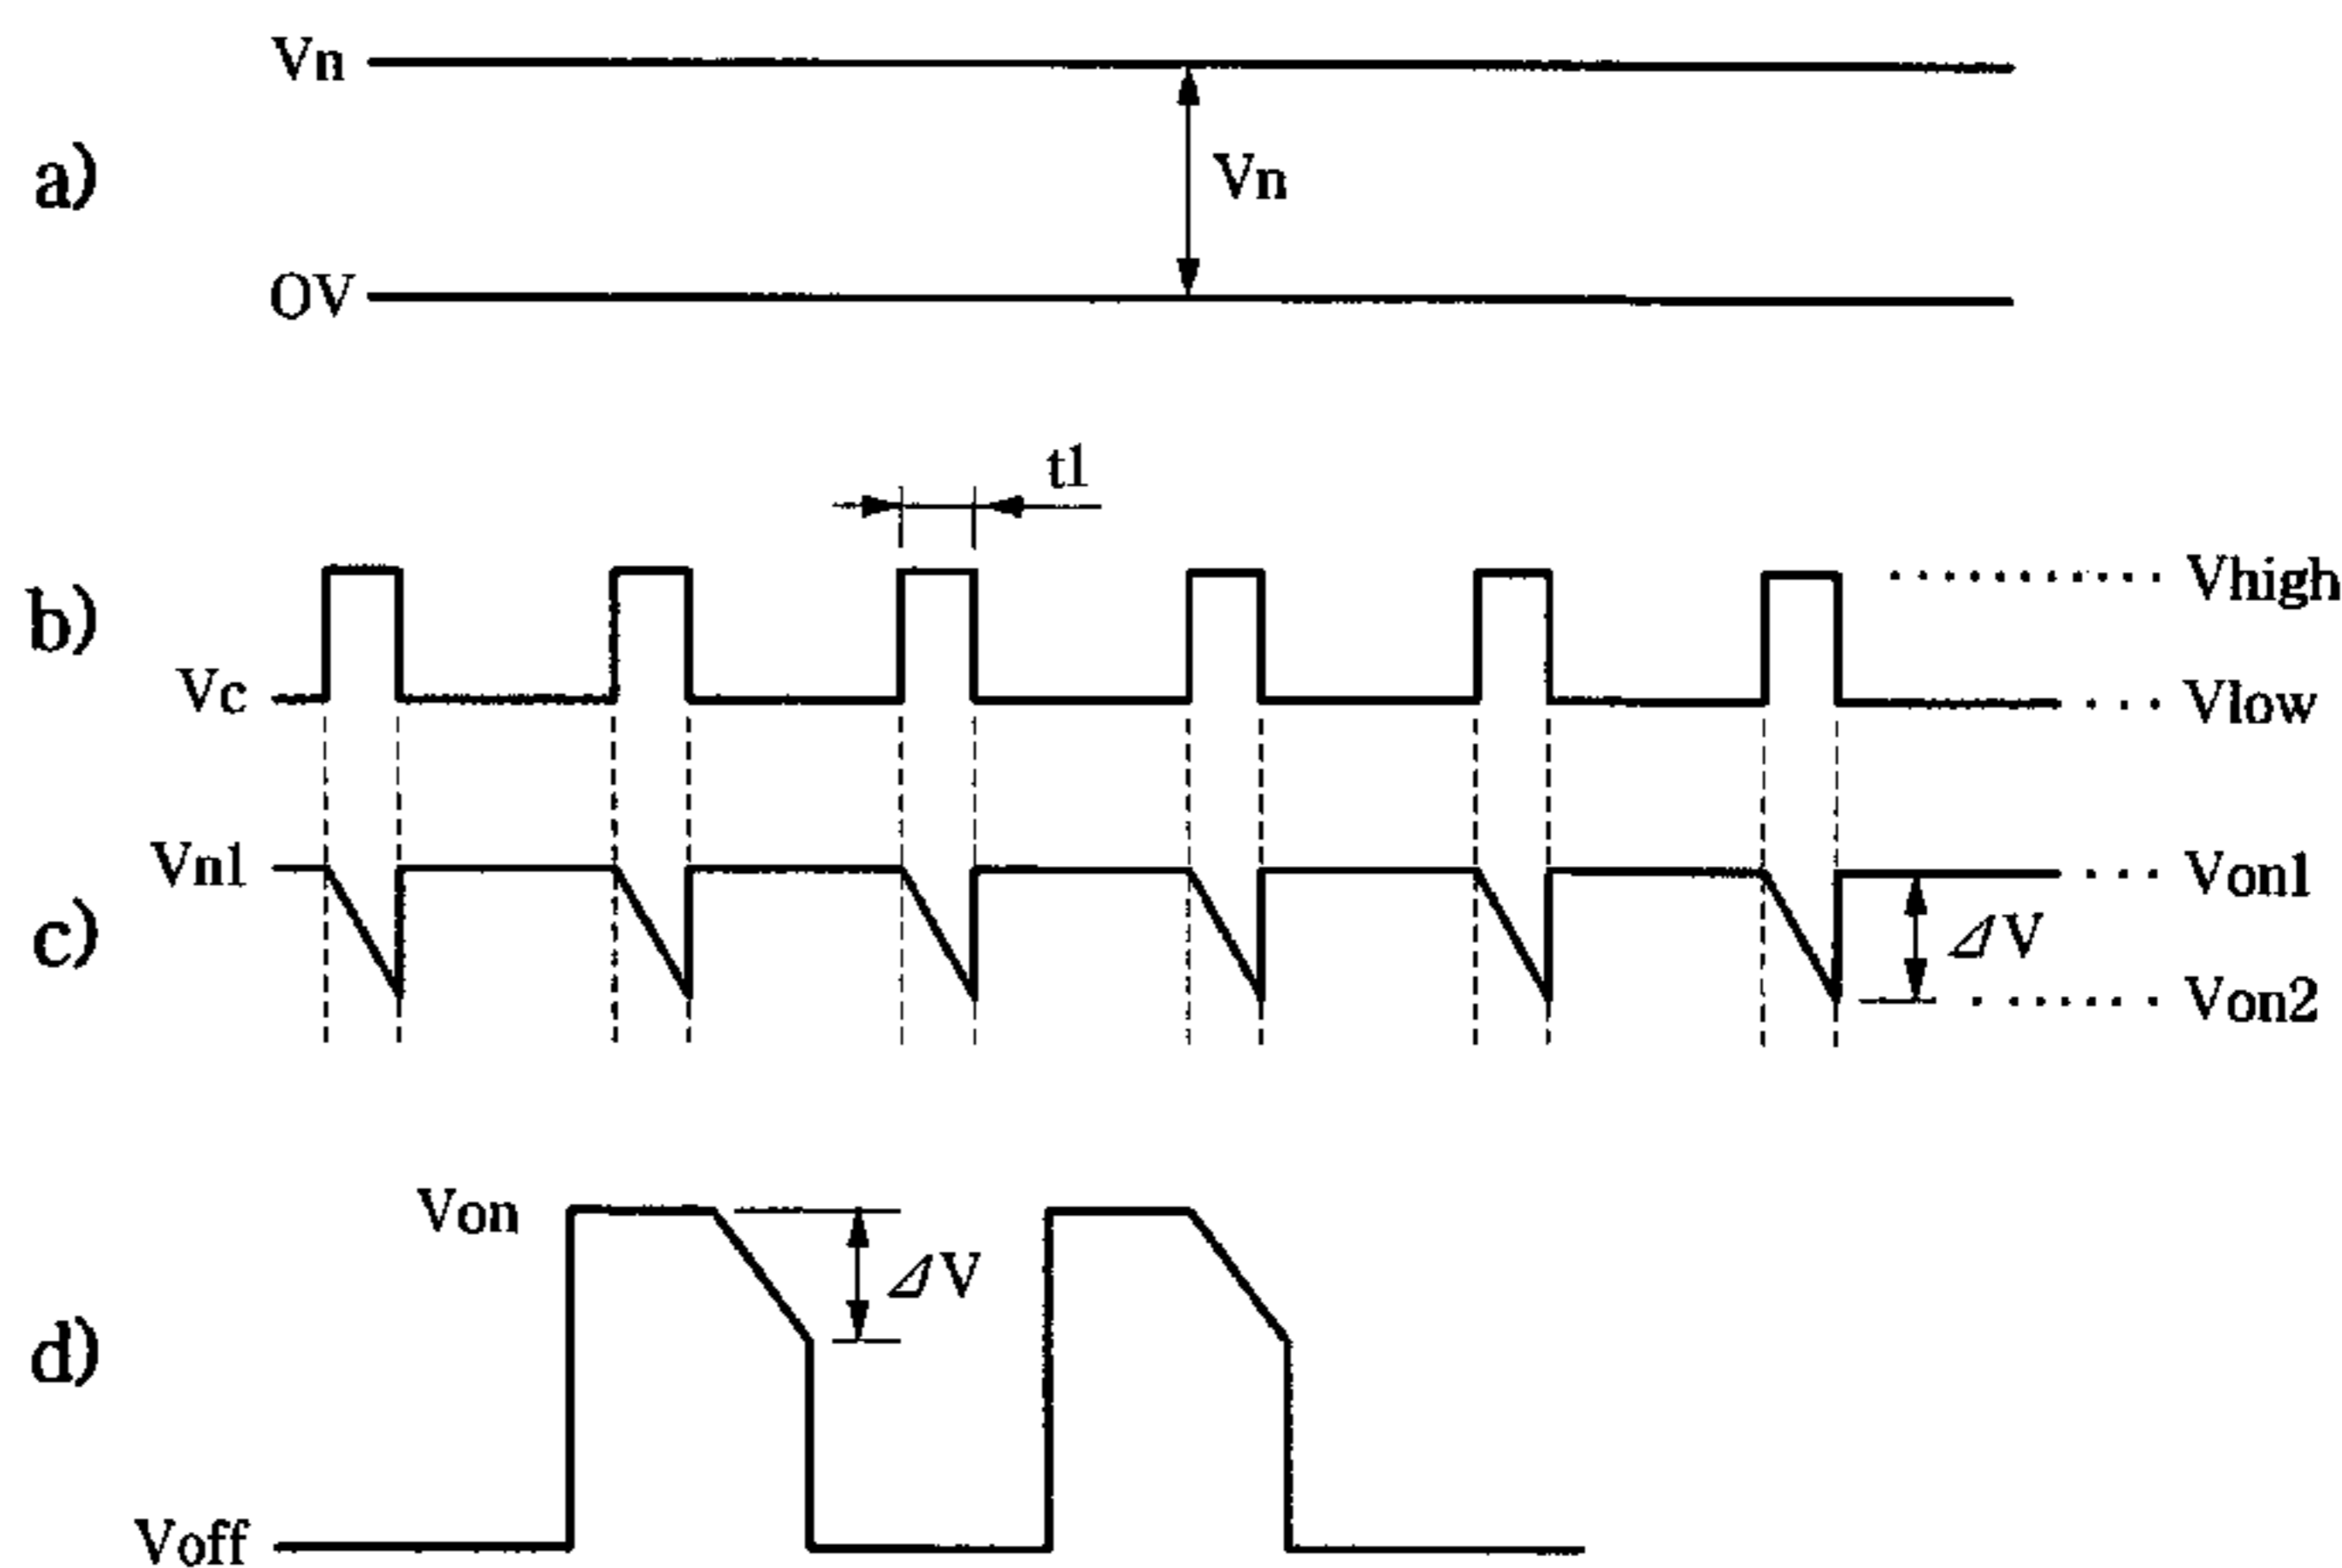 Vn
a)
Vn
OV
t1
b)
Vhigh
Vc
Vlow
Vn1
Von1
c)
ΔV
Von2
Von
ΔV
d)
Voff